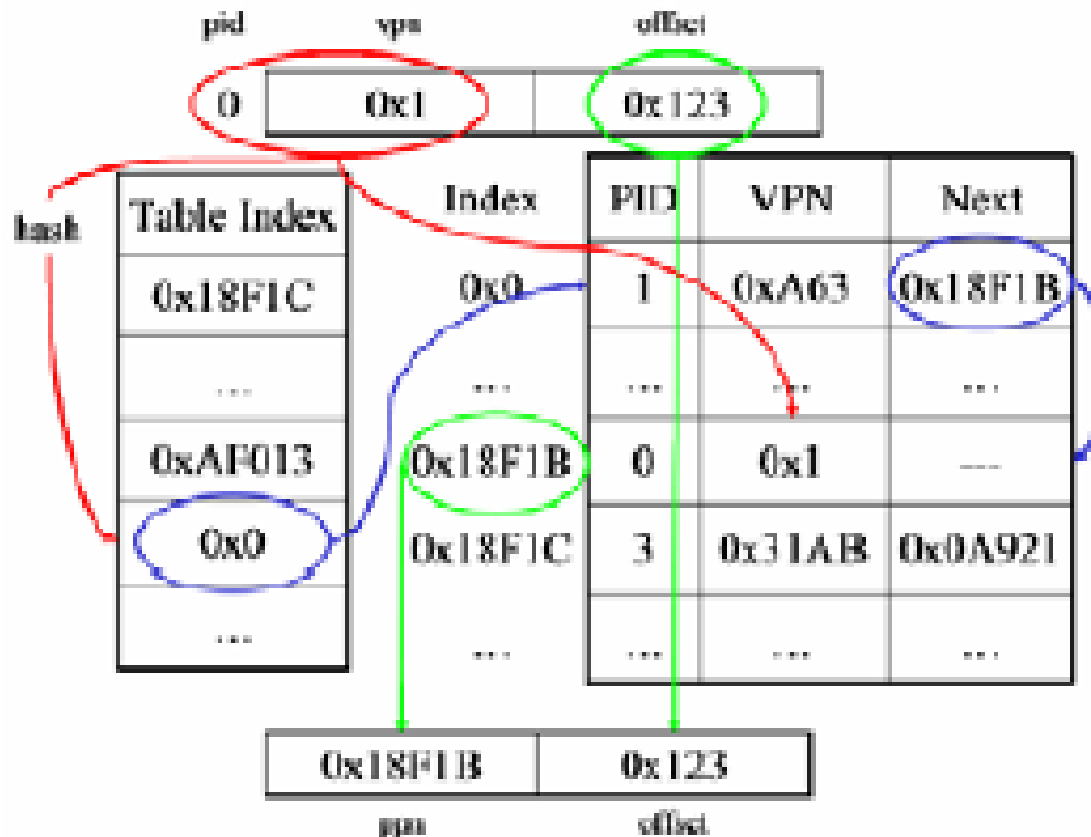 pid vpn offset
0 0x1 0x123
hash
Table Index
0x18F1C
...
0xAF013
0x0
...
Index PID VPN Next
0x0 1 0xA63 0x18F1B
... ... ... ...
0x18F1B 0 0x1 ---
0x18F1C 3 0x31AB 0x0A921
... ... ... ...
0x18F1B 0x123
ppn offset